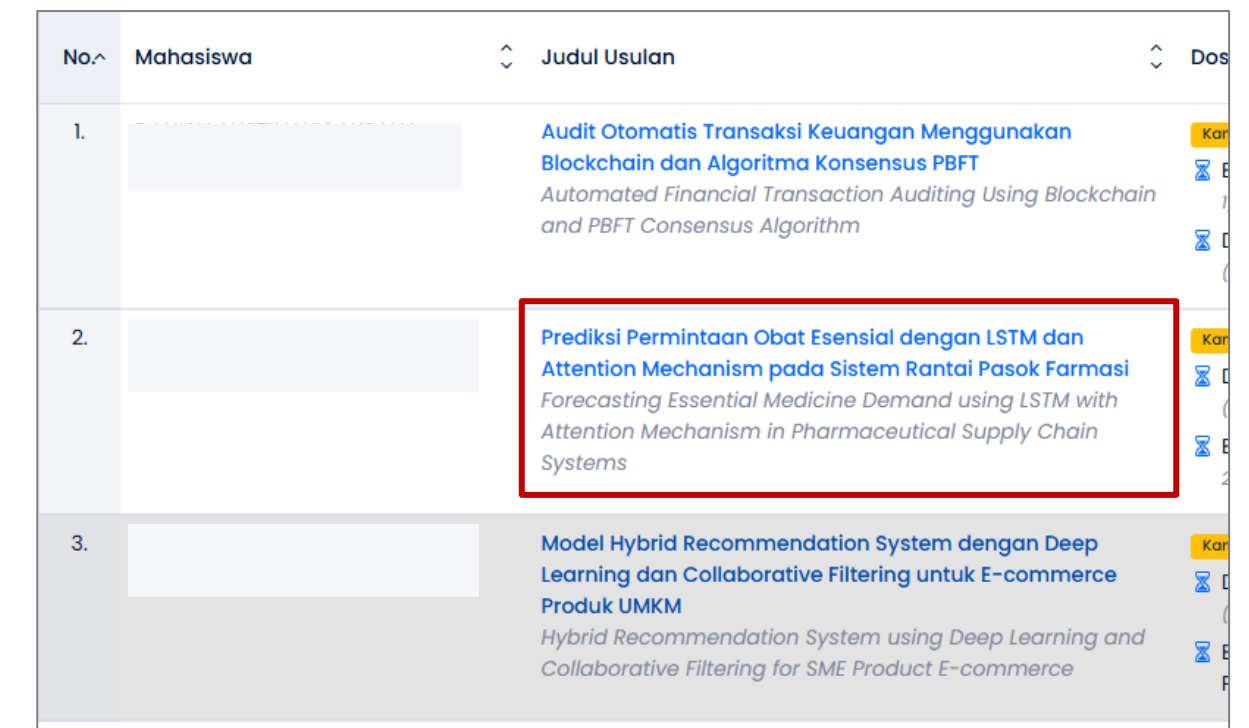 No.
Mahasiswa
Judul Usulan
Dos
1.
Audit Otomatis Transaksi Keuangan Menggunakan
Blockchain dan Algoritma Konsensus PBFT
Automated Financial Transaction Auditing Using Blockchain
and PBFT Consensus Algorithm
Kar
2.
Prediksi Permintaan Obat Esensial dengan LSTM dan
Attention Mechanism pada Sistem Rantai Pasok Farmasi
Forecasting Essential Medicine Demand using LSTM with
Attention Mechanism in Pharmaceutical Supply Chain
Systems
Kar
3.
Model Hybrid Recommendation System dengan Deep
Learning dan Collaborative Filtering untuk E-commerce
Produk UMKM
Hybrid Recommendation System using Deep Learning and
Collaborative Filtering for SME Product E-commerce
Kar